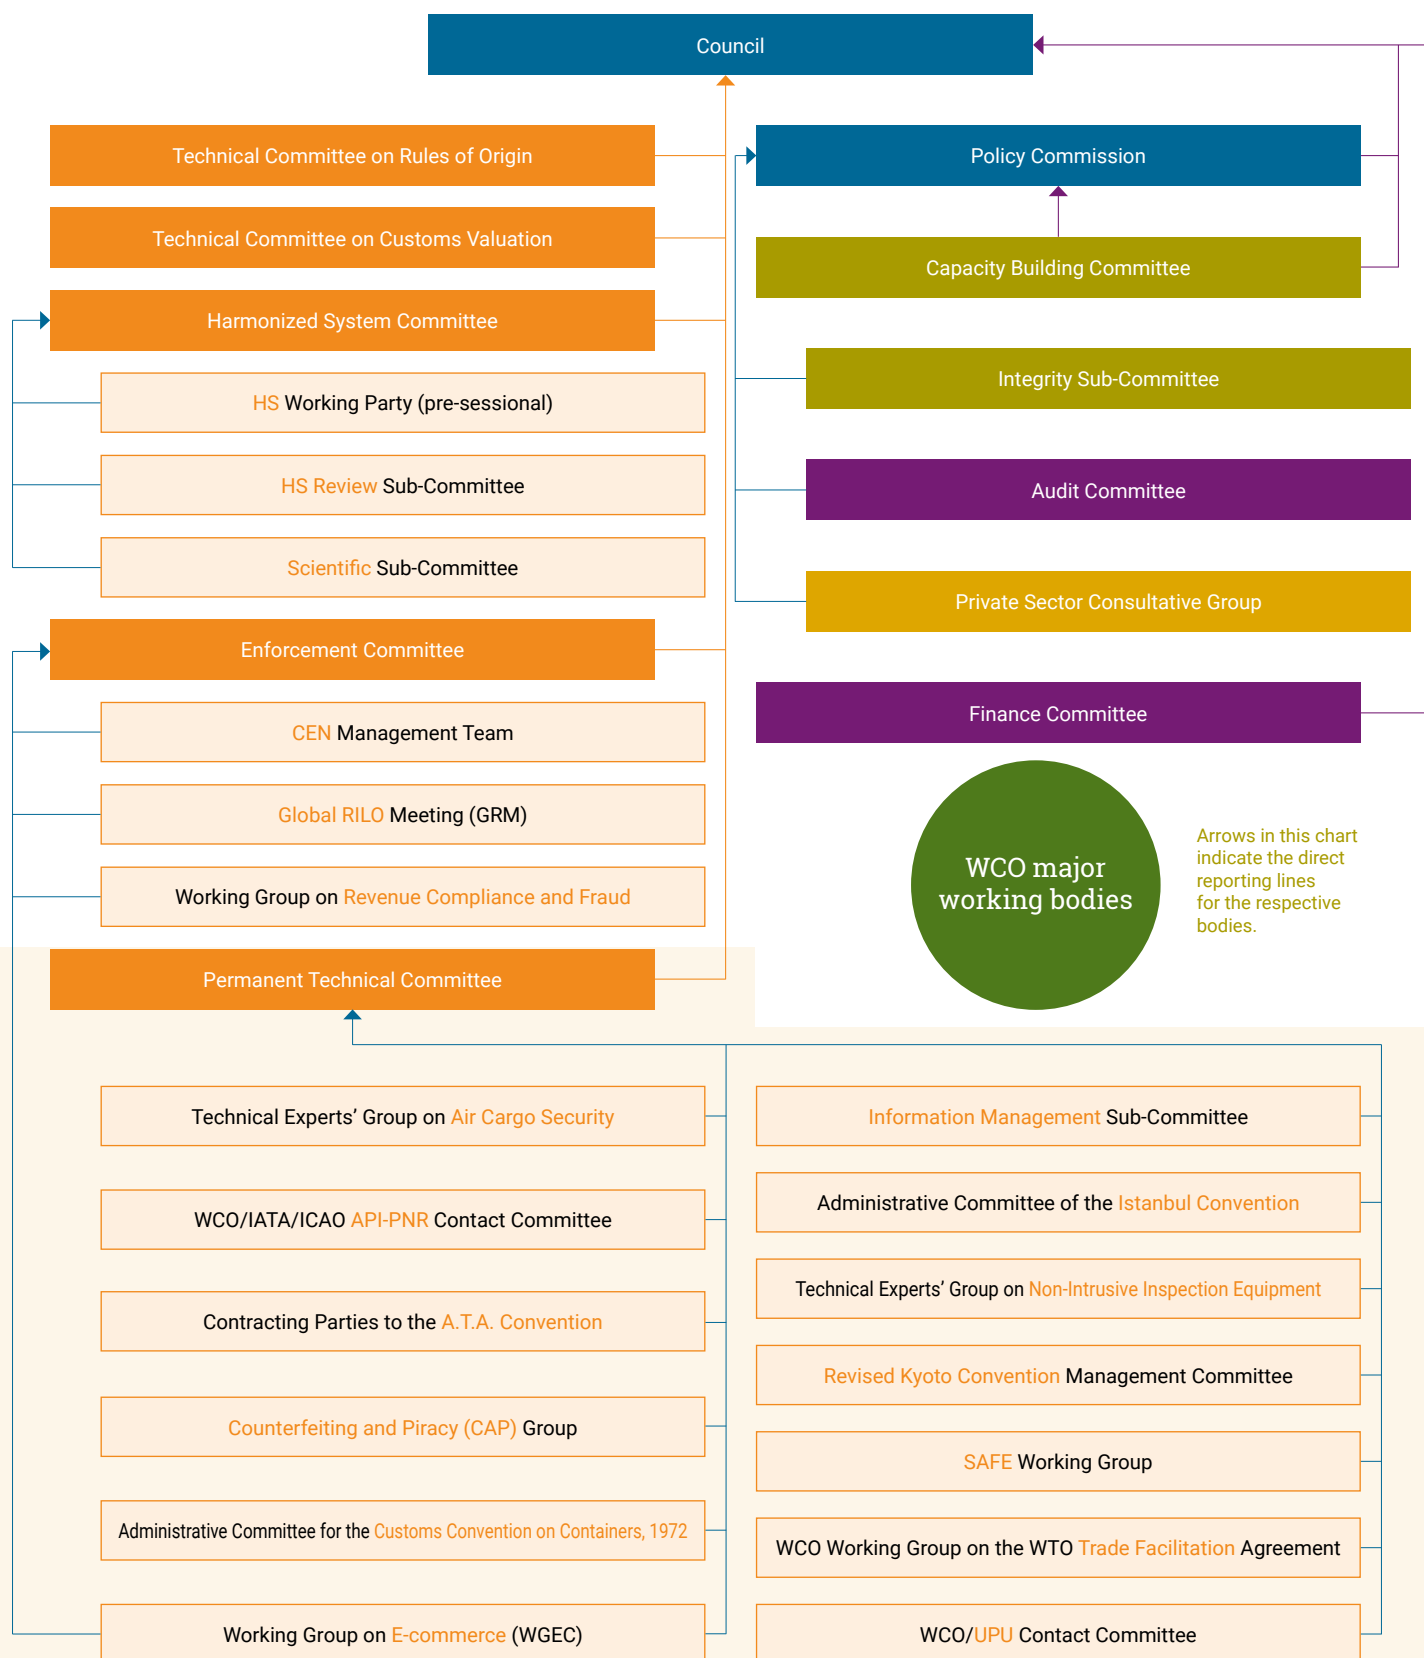 Council
Technical Committee on Rules of Origin
Technical Committee on Customs Valuation
Harmonized System Committee
HS Working Party (pre-sessional)
HS Review Sub-Committee
Scientific Sub-Committee
Enforcement Committee
CEN Management Team
Global RILO Meeting (GRM)
Working Group on Revenue Compliance and Fraud
Policy Commission
Capacity Building Committee
Integrity Sub-Committee
Audit Committee
Private Sector Consultative Group
Finance Committee
WCO major
working bodies
Arrows in this chart
indicate the direct
reporting lines
for the respective
bodies.
Permanent Technical Committee
Technical Experts’ Group on Air Cargo Security
WCO/IATA/ICAO API-PNR Contact Committee
Contracting Parties to the A.T.A. Convention
Counterfeiting and Piracy (CAP) Group
Administrative Committee for the Customs Convention on Containers, 1972
Working Group on E-commerce (WGEC)
Information Management Sub-Committee
Administrative Committee of the Istanbul Convention
Technical Experts’ Group on Non-Intrusive Inspection Equipment
Revised Kyoto Convention Management Committee
SAFE Working Group
WCO Working Group on the WTO Trade Facilitation Agreement
WCO/UPU Contact Committee